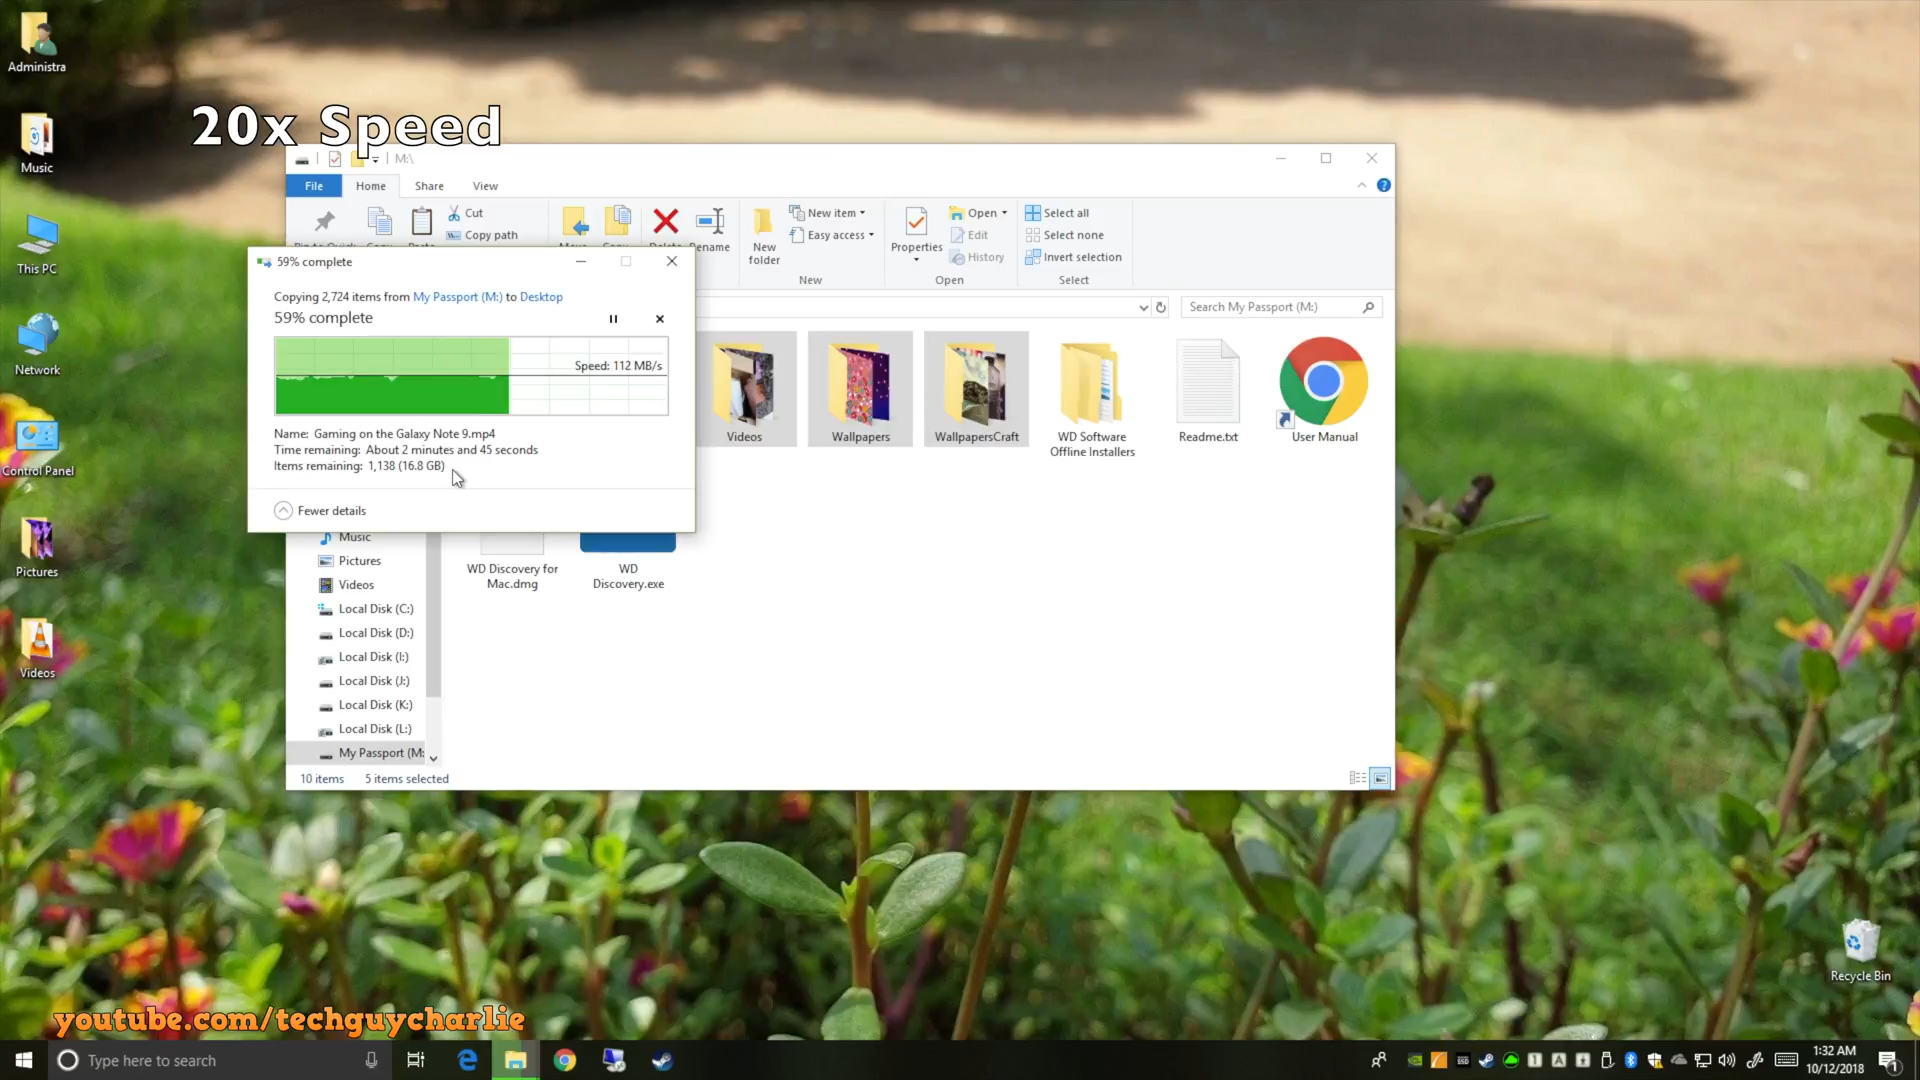 Administra
Music
This PC
Network
Control Panel
Pictures
Videos
20x Speed
M:\
File
Home
Share
View
Cut
Copy path
Rename
New folder
New item
Easy access
New
Properties
Open
Edit
History
Open
Select all
Select none
Invert selection
Select
59% complete
Copying 2,724 items from My Passport (M:) to Desktop
59% complete
Speed: 112 MB/s
Name: Gaming on the Galaxy Note 9.mp4
Time remaining: About 2 minutes and 45 seconds
Items remaining: 1,138 (16.8 GB)
Fewer details
Search My Passport (M:)
Videos
Wallpapers
WallpapersCraft
WD Software
Offline Installers
Readme.txt
User Manual
WD Discovery for
Mac.dmg
WD
Discovery.exe
Music
Pictures
Videos
Local Disk (C:)
Local Disk (D:)
Local Disk (I:)
Local Disk (J:)
Local Disk (K:)
Local Disk (L:)
My Passport (M:
10 items
5 items selected
Recycle Bin
youtube.com/techguycharlie
Type here to search
1:32 AM
10/12/2018